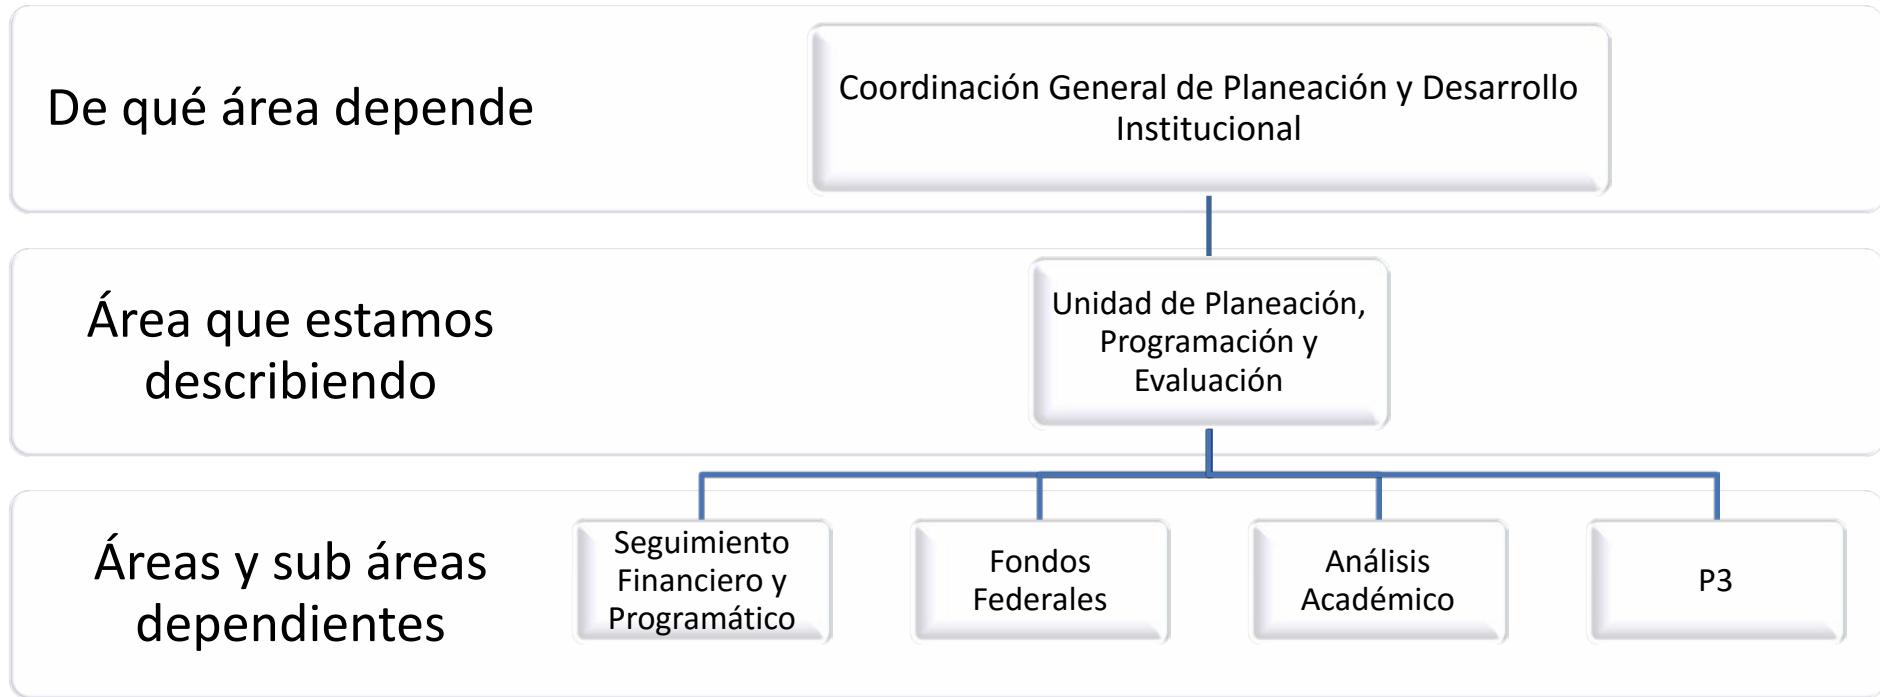 De qué área depende
Coordinación General de Planeación y Desarrollo
Institucional
Área que estamos
describiendo
Unidad de Planeación,
Programación y
Evaluación
Áreas y sub áreas
dependientes
Seguimiento
Financiero y
Programático
Fondos
Federales
Análisis
Académico
P3